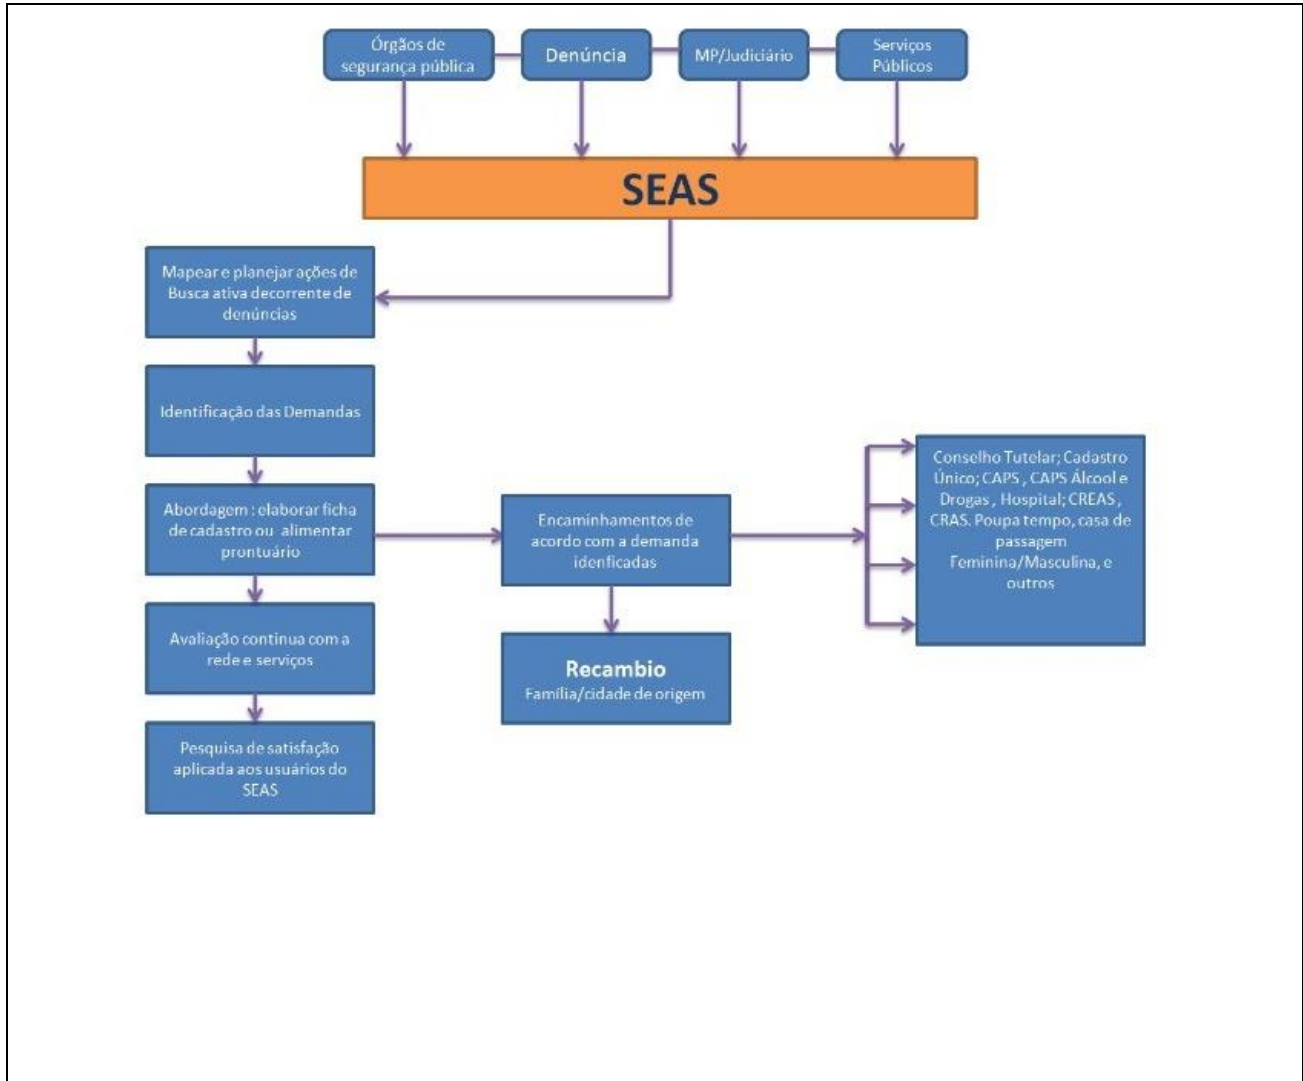 Órgãos de
segurança pública
Denúncia
MP/Judiciário
Serviços
Públicos
SEAS
Mapear e planejar ações de
Busca ativa decorrente de
denúncias
Identificação das Demandas
Abordagem : elaborar ficha
de cadastro ou alimentar
prontuário
Avaliação continua com a
rede e serviços
Pesquisa de satisfação
aplicada aos usuários do
SEAS
Encaminhamentos de
acordo com a demanda
idenficadas
Recambio
Família/cidade de origem
Conselho Tutelar; Cadastro
Único; CAPS , CAPS Álcool e
Drogas , Hospital; CREAS ,
CRAS. Poupa tempo, casa de
passagem
Feminina/Masculina, e
outros